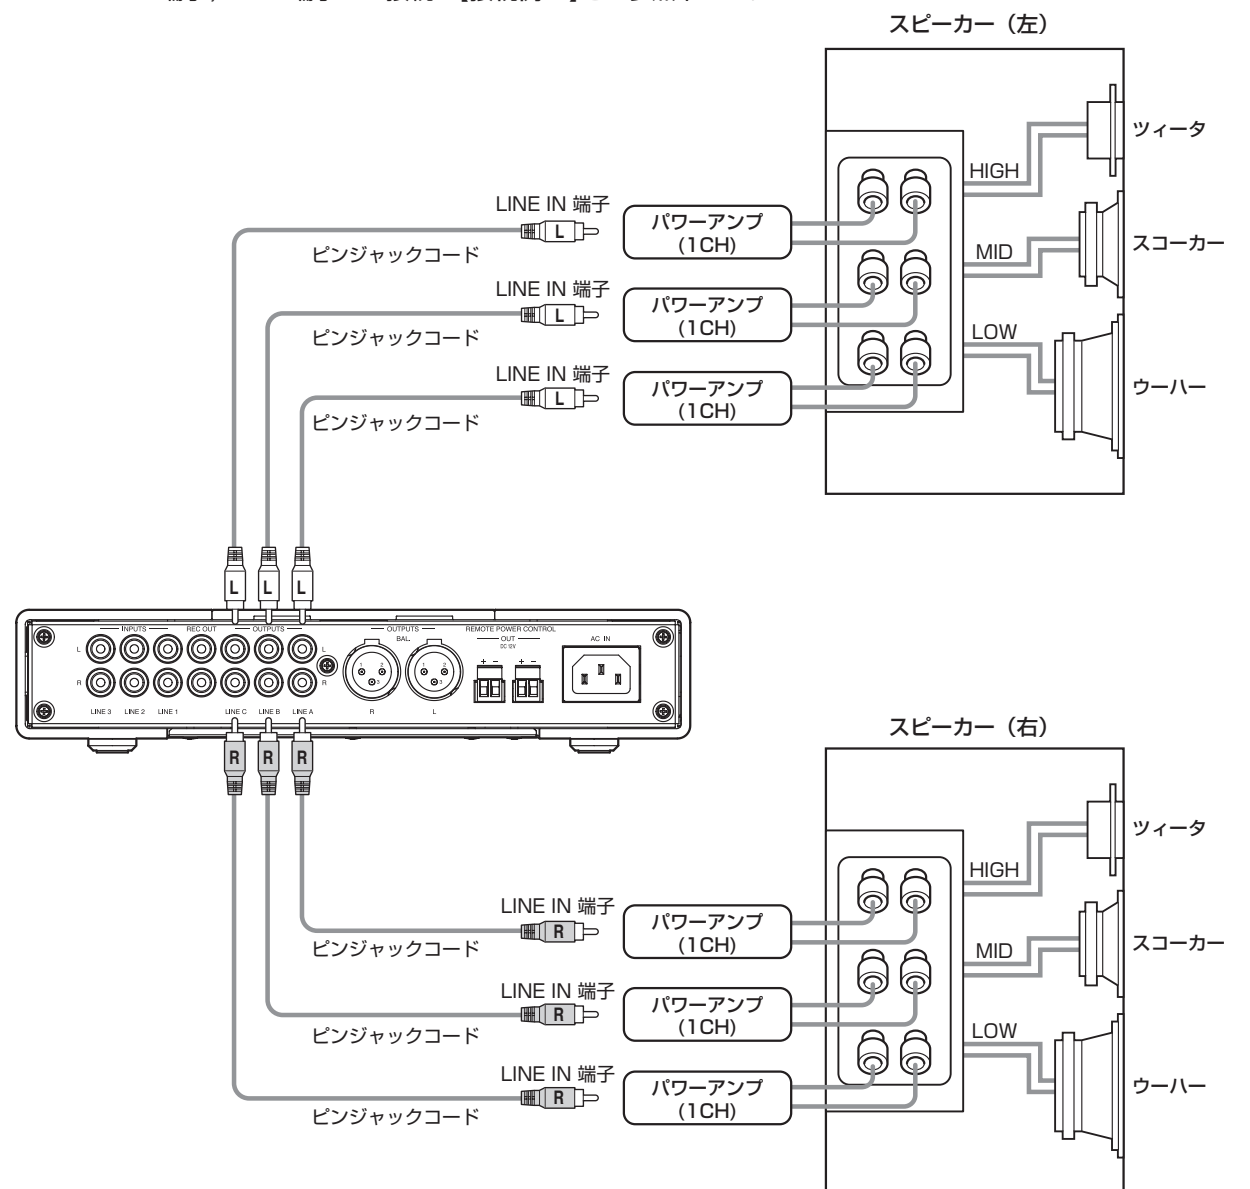 スピーカー（左）
ツィータ
HIGH
LINE IN 端子
L
パワーアンプ
(1CH)
ピンジャックコード
MID
スコーカー
LINE IN 端子
L
パワーアンプ
(1CH)
ピンジャックコード
LOW
ウーハー
LINE IN 端子
L
パワーアンプ
(1CH)
ピンジャックコード
L L L
INPUTS REC OUT OUTPUTS OUTPUTS REMOTE POWER CONTROL
BAL. OUT AC IN
DC 12V
L L
+ − + −
1 2 3 1 2 3
R R
LINE 3 LINE 2 LINE 1 LINE C LINE B LINE A R L
R R R
スピーカー（右）
ツィータ
HIGH
LINE IN 端子
R
パワーアンプ
(1CH)
ピンジャックコード
MID
スコーカー
LINE IN 端子
R
パワーアンプ
(1CH)
ピンジャックコード
LOW
ウーハー
LINE IN 端子
R
パワーアンプ
(1CH)
ピンジャックコード